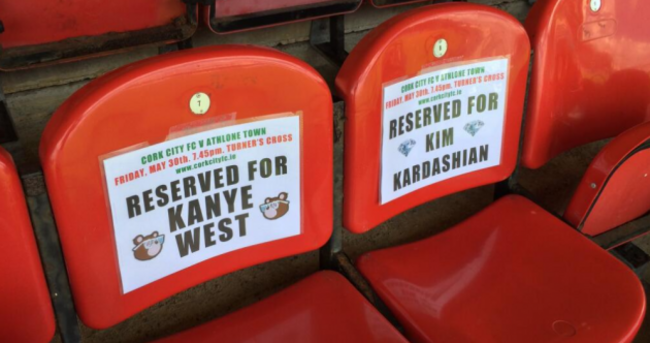 7
CORK CITY FC V ATHLONE TOWN
FRIDAY, MAY 30th, 7.45pm, TURNER'S CROSS
www.corkcityfc.ie
RESERVED FOR
KANYE
WEST
6
CORK CITY FC V ATHLONE TOWN
FRIDAY, MAY 30th, 7.45pm, TURNER'S CROSS
www.corkcityfc.ie
RESERVED FOR
KIM
KARDASHIAN